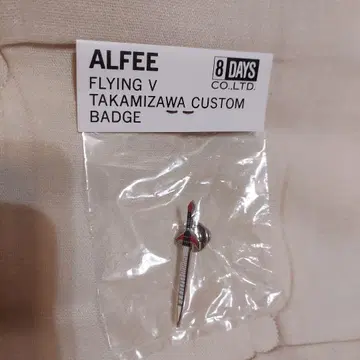 ALFEE
FLYING V
TAKAMIZAWA CUSTOM
BADGE
8 DAYS
CO.,LTD.